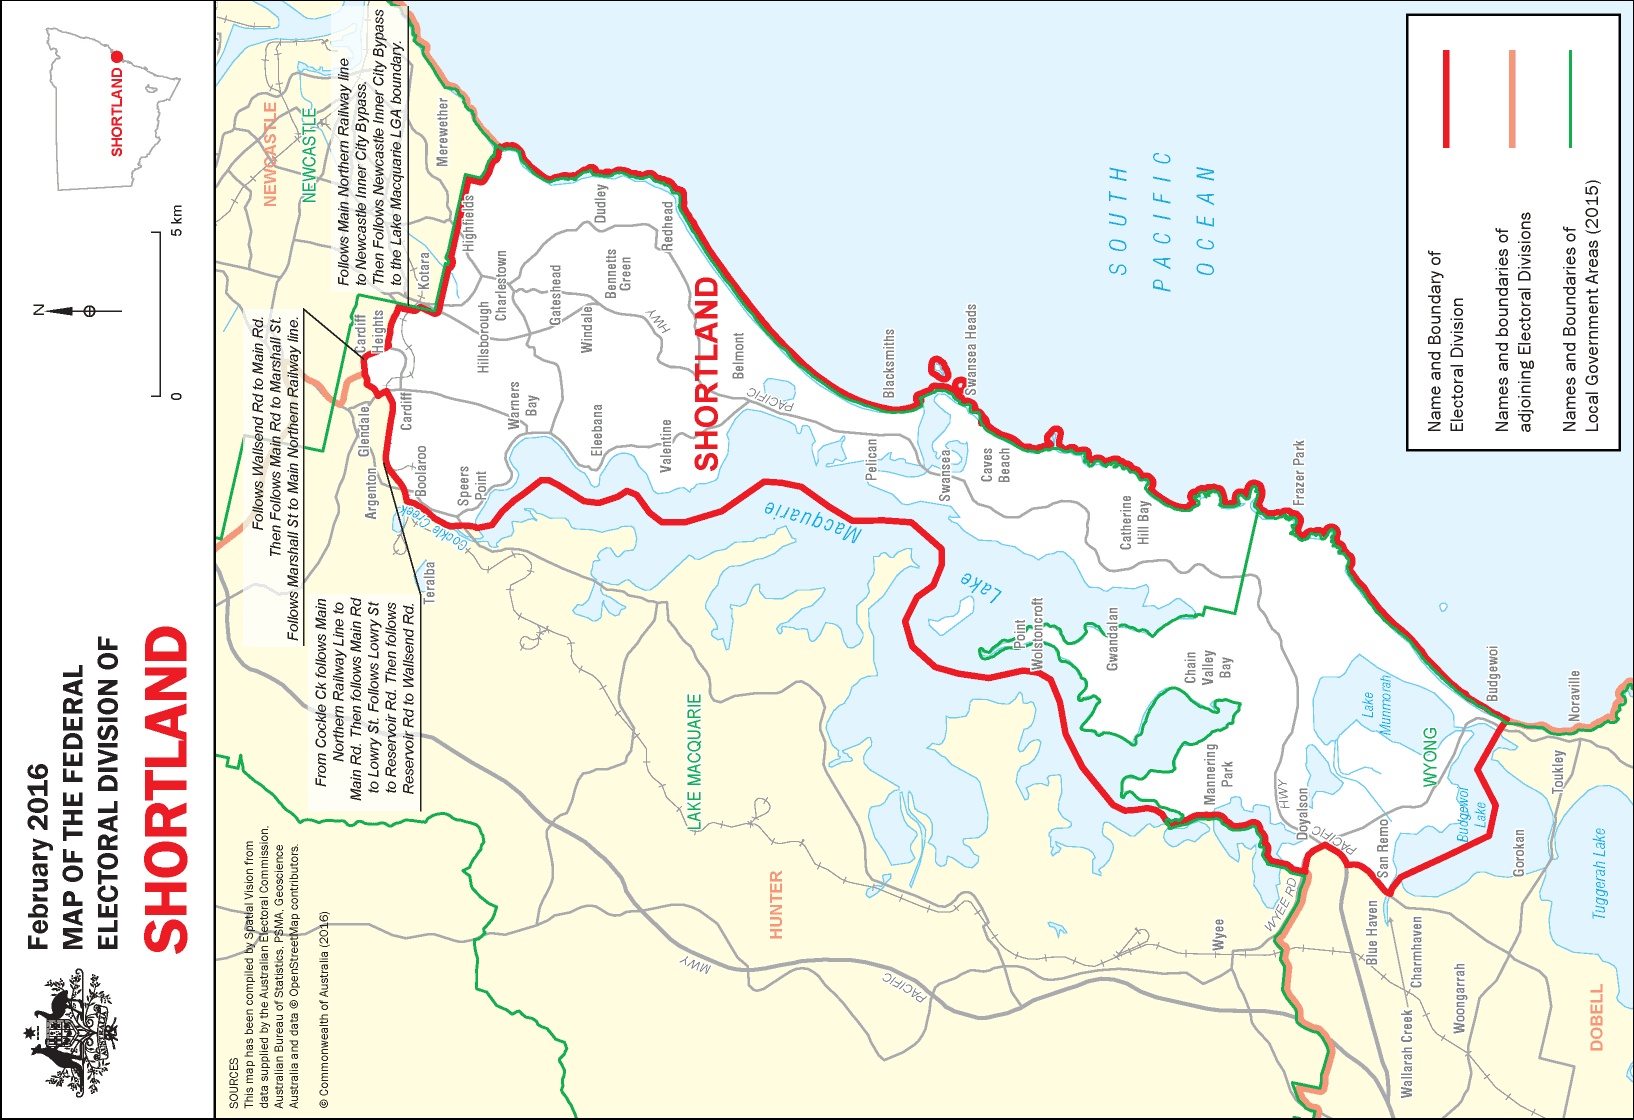 February 2016
MAP OF THE FEDERAL
ELECTORAL DIVISION OF
SHORTLAND
N
0
5 km
SHORTLAND
SOURCES
This map has been compiled by Spatial Vision from
data supplied by the Australian Electoral Commission.
Australian Bureau of Statistics. PSMA. Geoscience
Australia and data © OpenStreetMap contributors.
© Commonwealth of Australia (2016)
From Cockle Ck follows Main
Northern Railway Line to
Main Rd. Then follows Main Rd
to Lowry St. Follows Lowry St
to Reservoir Rd. Then follows
Reservoir Rd to Wallsend Rd.
Follows Wallsend Rd to Main Rd.
Then Follows Main Rd to Marshall St.
Follows Marshall St to Main Northern Railway line.
Follows Main Northern Railway line
to Newcastle Inner City Bypass.
Then Follows Newcastle Inner City Bypass
to the Lake Macquarie LGA boundary.
NEWCASTLE
NEWCASTLE
Merewether
Kotara
Highfields
Cardiff
Heights
Glendale
Cardiff
Argenton
Boolaroo
Cockle Creek
Teralba
Speers
Point
Hillsborough
Charlestown
Warners
Bay
Gateshead
Windale
Bennetts
Green
Dudley
Redhead
HWY
Eleebana
Valentine
SHORTLAND
Belmont
PACIFIC
Blacksmiths
Pelican
Swansea
Swansea Heads
Caves
Beach
Lake
Macquarie
Catherine
Hill Bay
Frazer Park
Point
Wolstoncroft
Gwandalan
Chain
Valley
Bay
Mannering
Park
HWY
Doyalson
PACIFIC
San Remo
Lake
Munmorah
WYONG
Budgewoi
Lake
Budgewoi
Noraville
Toukley
Gorokan
Tuggerah Lake
LAKE MACQUARIE
HUNTER
MWY
PACIFIC
Wyee
WYEE RD
Blue Haven
Charmhaven
Woongarrah
Wallarah Creek
DOBELL
SOUTH
PACIFIC
OCEAN
Name and Boundary of
Electoral Division
Names and boundaries of
adjoining Electoral Divisions
Names and Boundaries of
Local Government Areas (2015)